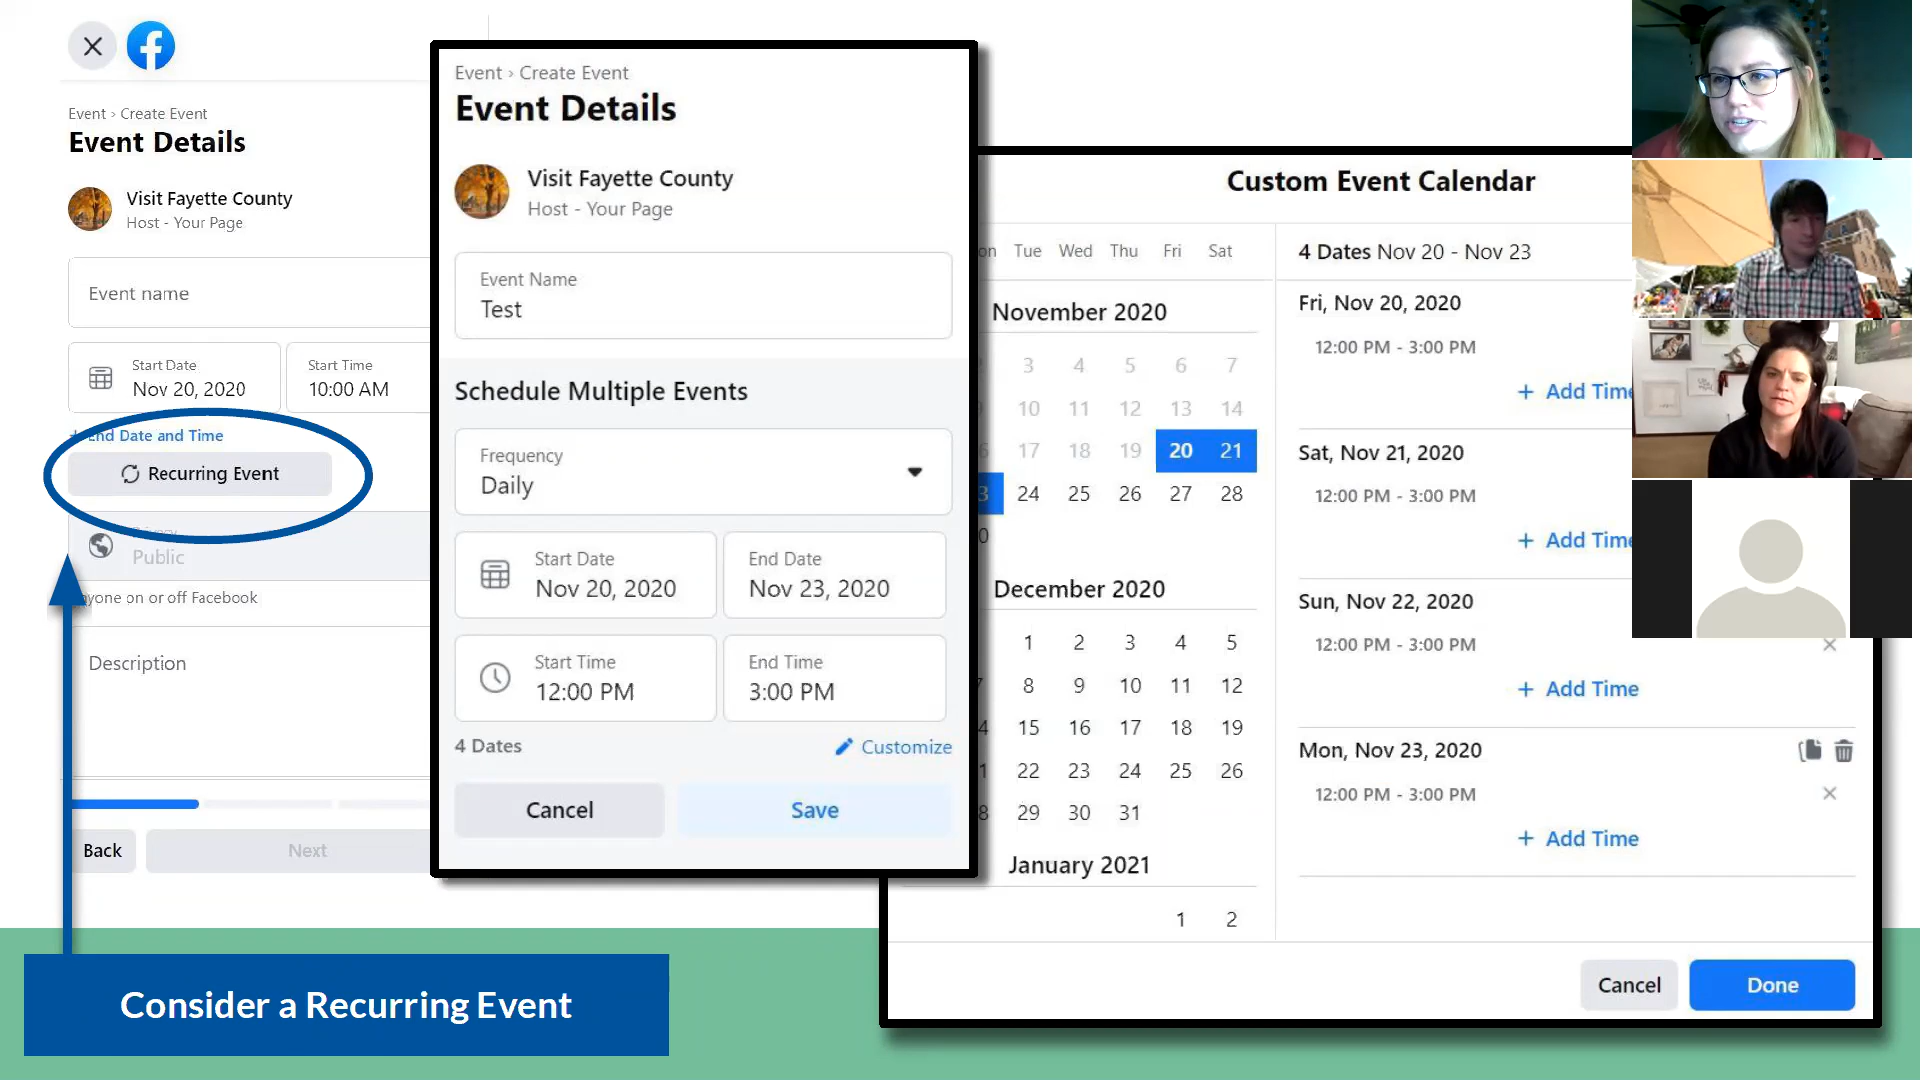 Event › Create Event
Event Details
Visit Fayette County
Host - Your Page
Event name
Start Date
Nov 20, 2020
Start Time
10:00 AM
End Date and Time
Recurring Event
Privacy
Public
yone on or off Facebook
Description
Back
Next
Consider a Recurring Event
Event › Create Event
Event Details
Visit Fayette County
Host - Your Page
Event Name
Test
Schedule Multiple Events
Frequency
Daily
Start Date
Nov 20, 2020
End Date
Nov 23, 2020
Start Time
12:00 PM
End Time
3:00 PM
4 Dates
Customize
Cancel
Save
Custom Event Calendar
on Tue Wed Thu Fri Sat
November 2020
3 4 5 6 7
10 11 12 13 14
17 18 19 20 21
3 24 25 26 27 28
0
December 2020
1 2 3 4 5
8 9 10 11 12
4 15 16 17 18 19
1 22 23 24 25 26
8 29 30 31
January 2021
1 2
4 Dates Nov 20 - Nov 23
Fri, Nov 20, 2020
12:00 PM - 3:00 PM
+ Add Time
Sat, Nov 21, 2020
12:00 PM - 3:00 PM
+ Add Time
Sun, Nov 22, 2020
12:00 PM - 3:00 PM
+ Add Time
Mon, Nov 23, 2020
12:00 PM - 3:00 PM
+ Add Time
Cancel
Done